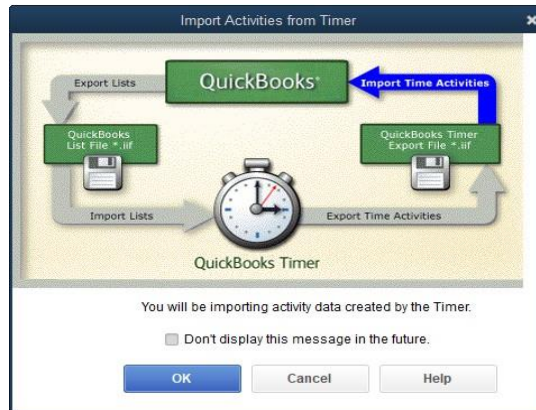 Import Activities from Timer
Export Lists
QuickBooks
Import Time Activities
QuickBooks
List File *.iif
QuickBooks Timer
Export File *.iif
Import Lists
Export Time Activities
QuickBooks Timer
You will be importing activity data created by the Timer.
Don't display this message in the future.
OK
Cancel
Help